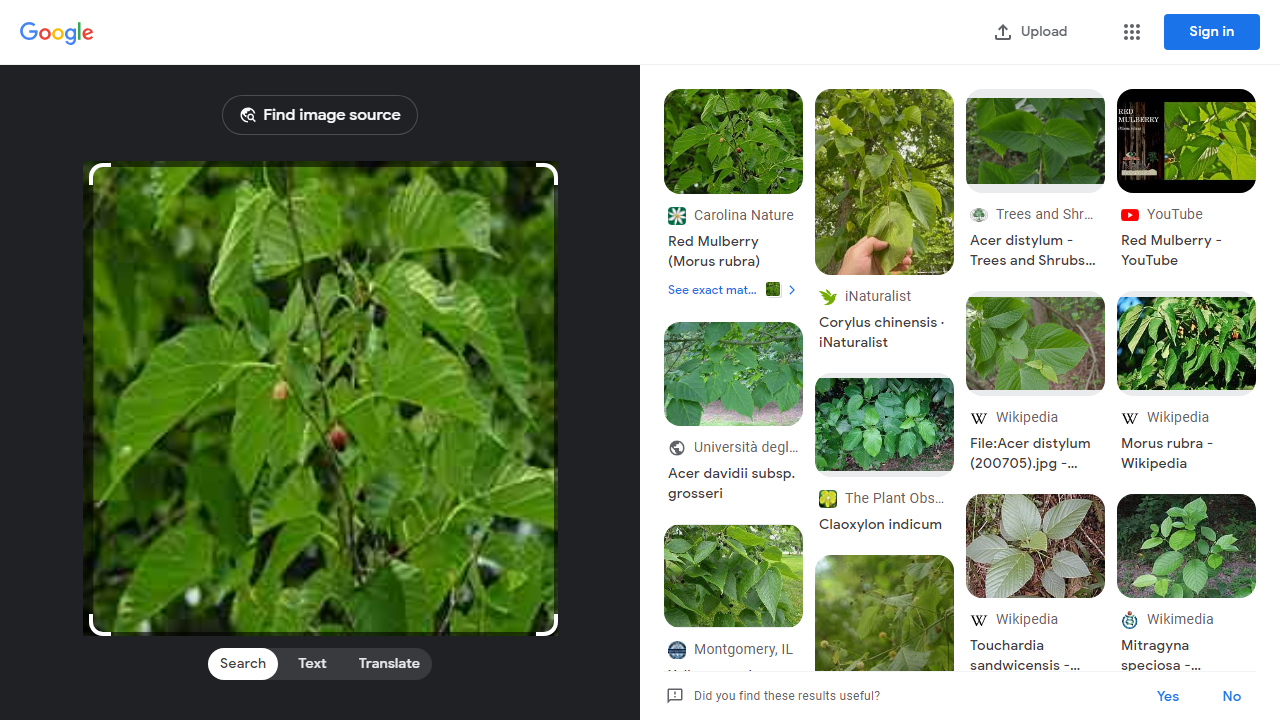 Google
Upload
Sign in
Find image source
Search
Text
Translate
Carolina Nature
Red Mulberry
(Morus rubra)
See exact mat...
Università degl...
Acer davidii subsp.
grosseri
Montgomery, IL
iNaturalist
Corylus chinensis ·
iNaturalist
The Plant Obs...
Claoxylon indicum
Trees and Shr...
Acer distylum -
Trees and Shrubs...
Wikipedia
File:Acer distylum
(200705).jpg -...
Wikipedia
Touchardia
sandwicensis -...
RED
MULBERRY
YouTube
Red Mulberry -
YouTube
Wikipedia
Morus rubra -
Wikipedia
Wikimedia
Mitragyna
speciosa -...
Did you find these results useful?
Yes
No